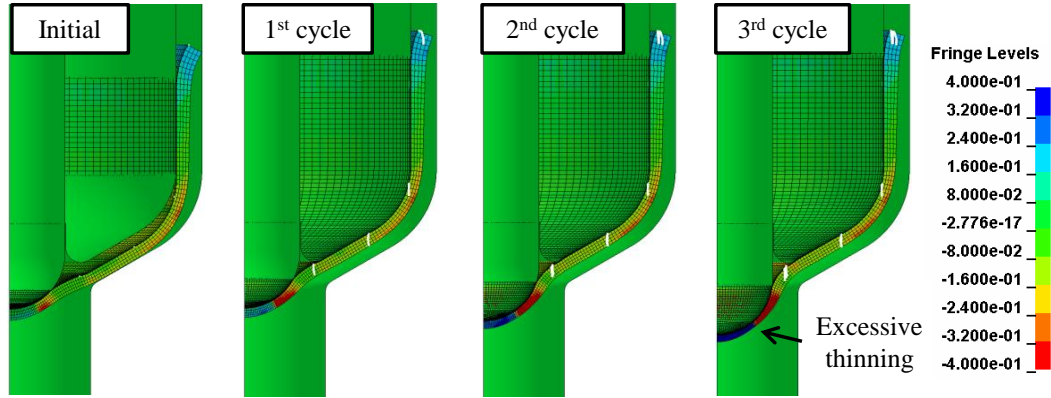 Initial
1st cycle
2nd cycle
3rd cycle
Fringe Levels
4.000e-01
3.200e-01
2.400e-01
1.600e-01
8.000e-02
-2.776e-17
-8.000e-02
-1.600e-01
-2.400e-01
-3.200e-01
-4.000e-01
Excessive
thinning